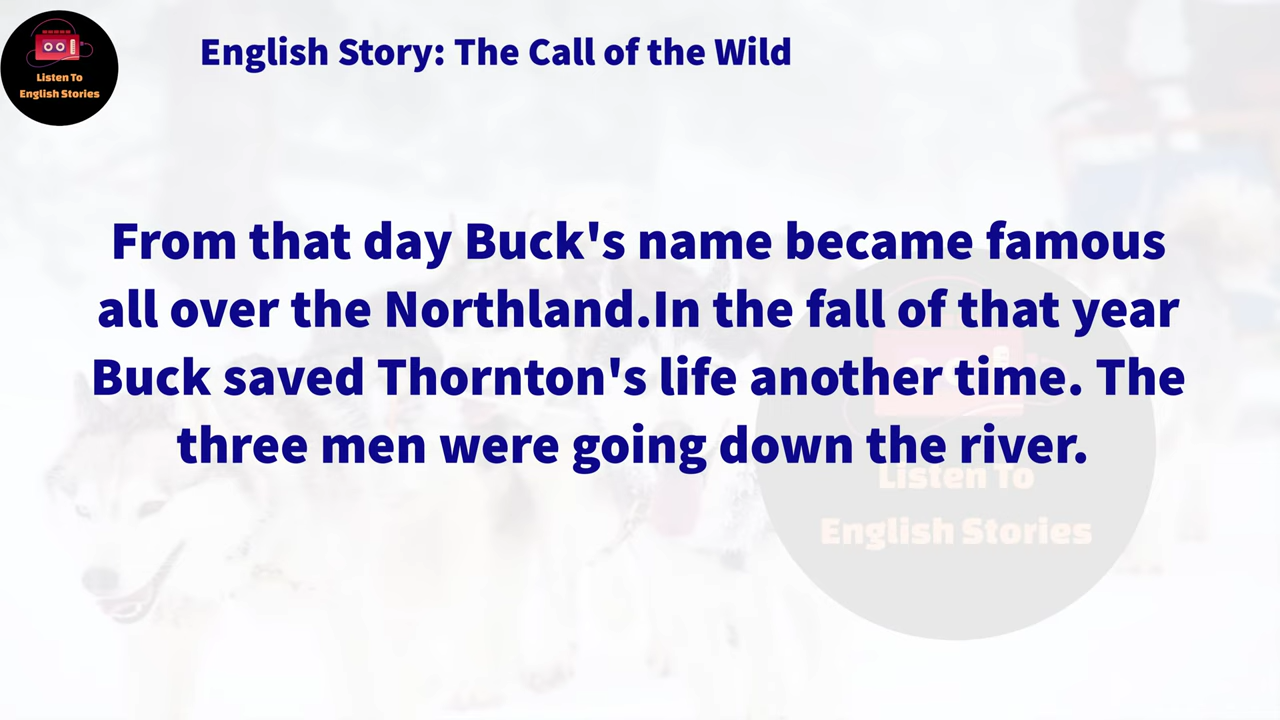 Listen To
English Stories
English Story: The Call of the Wild
From that day Buck's name became famous
all over the Northland.In the fall of that year
Buck saved Thornton's life another time. The
three men were going down the river.
Listen To
English Stories